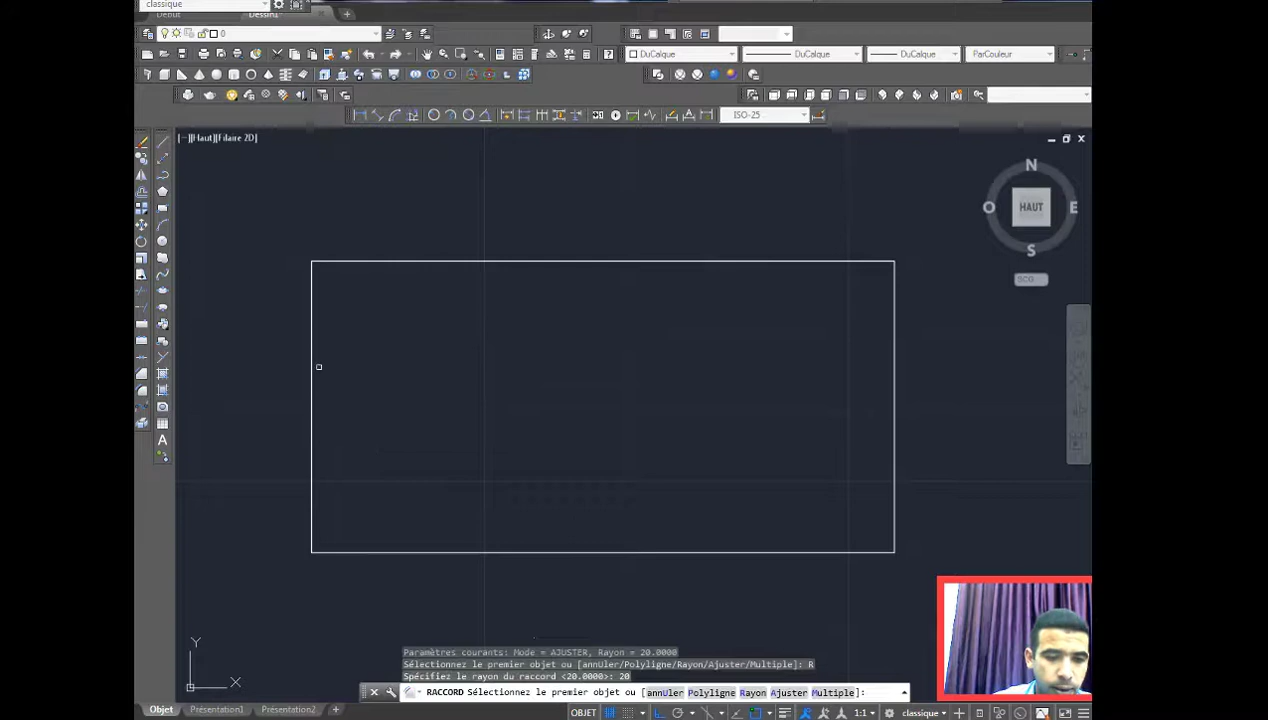 classique
Début
Dessin1
0
DuCalque
DuCalque
DuCalque
ParCouleur
ISO-25
[−][Haut][Filaire 2D]
N
O
HAUT
E
S
SCG
Y
X
Paramètres courants: Mode = AJUSTER, Rayon = 20.0000
Sélectionnez le premier objet ou [annUler/Polyligne/Rayon/Ajuster/Multiple]: R
Spécifiez le rayon du raccord <20.0000>: 20
RACCORD Sélectionnez le premier objet ou [annUler Polyligne Rayon Ajuster Multiple]:
Objet
Présentation1
Présentation2
+
OBJET
1:1
classique